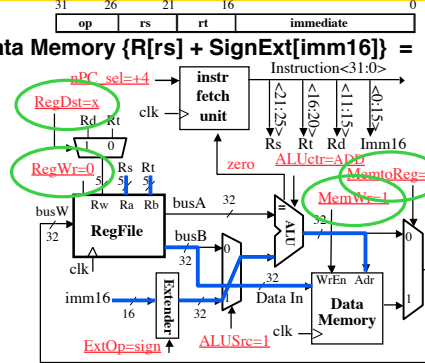 31 26 21 16 0
op rs rt immediate
ata Memory {R[rs] + SignExt[imm16]} =
nPC_sel=+4
instr fetch unit
Instruction<31:0>
RegDst=x
clk
<21:25>
<16:20>
<11:15>
<0:15>
Rd Rt
1 0
Rs Rt Rd Imm16
zero
ALUctr=ADD
RegWr=0
Rs Rt
MemtoReg=
5 5 5
MemWr=1
Rw Ra Rb
busA
32
busW
32
RegFile
busB
32
=
ALU
32
0
0
clk
32
WrEn Adr
imm16
16
Extender
32
1
Data In
Data Memory
1
clk
ExtOp=sign
ALUSrc=1